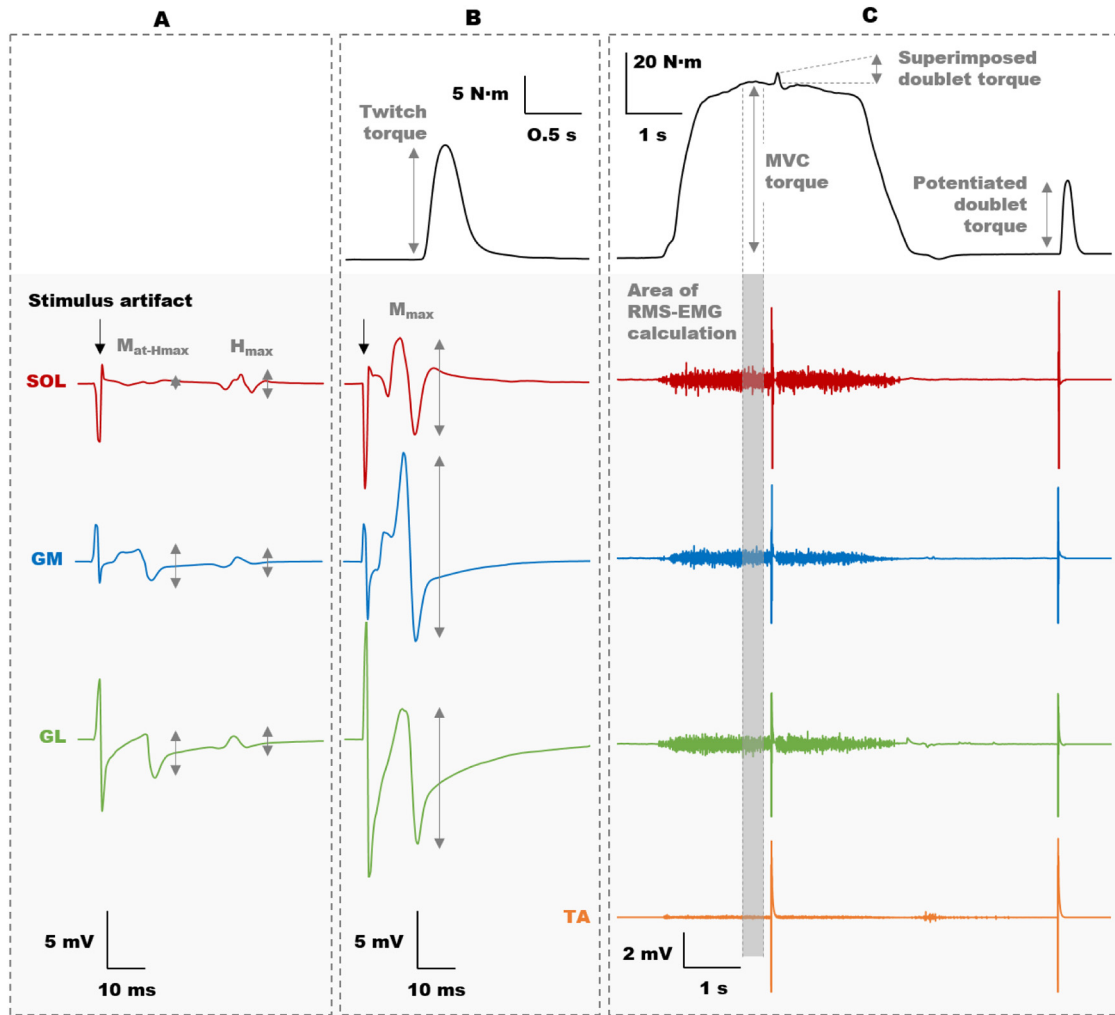 A
B
C
5 N·m
0.5 s
Twitch
torque
20 N·m
1 s
Superimposed
doublet torque
MVC
torque
Potentiated
doublet
torque
Stimulus artifact
Mat-Hmax
Hmax
Mmax
Area of
RMS-EMG
calculation
SOL
GM
GL
TA
5 mV
10 ms
5 mV
10 ms
2 mV
1 s